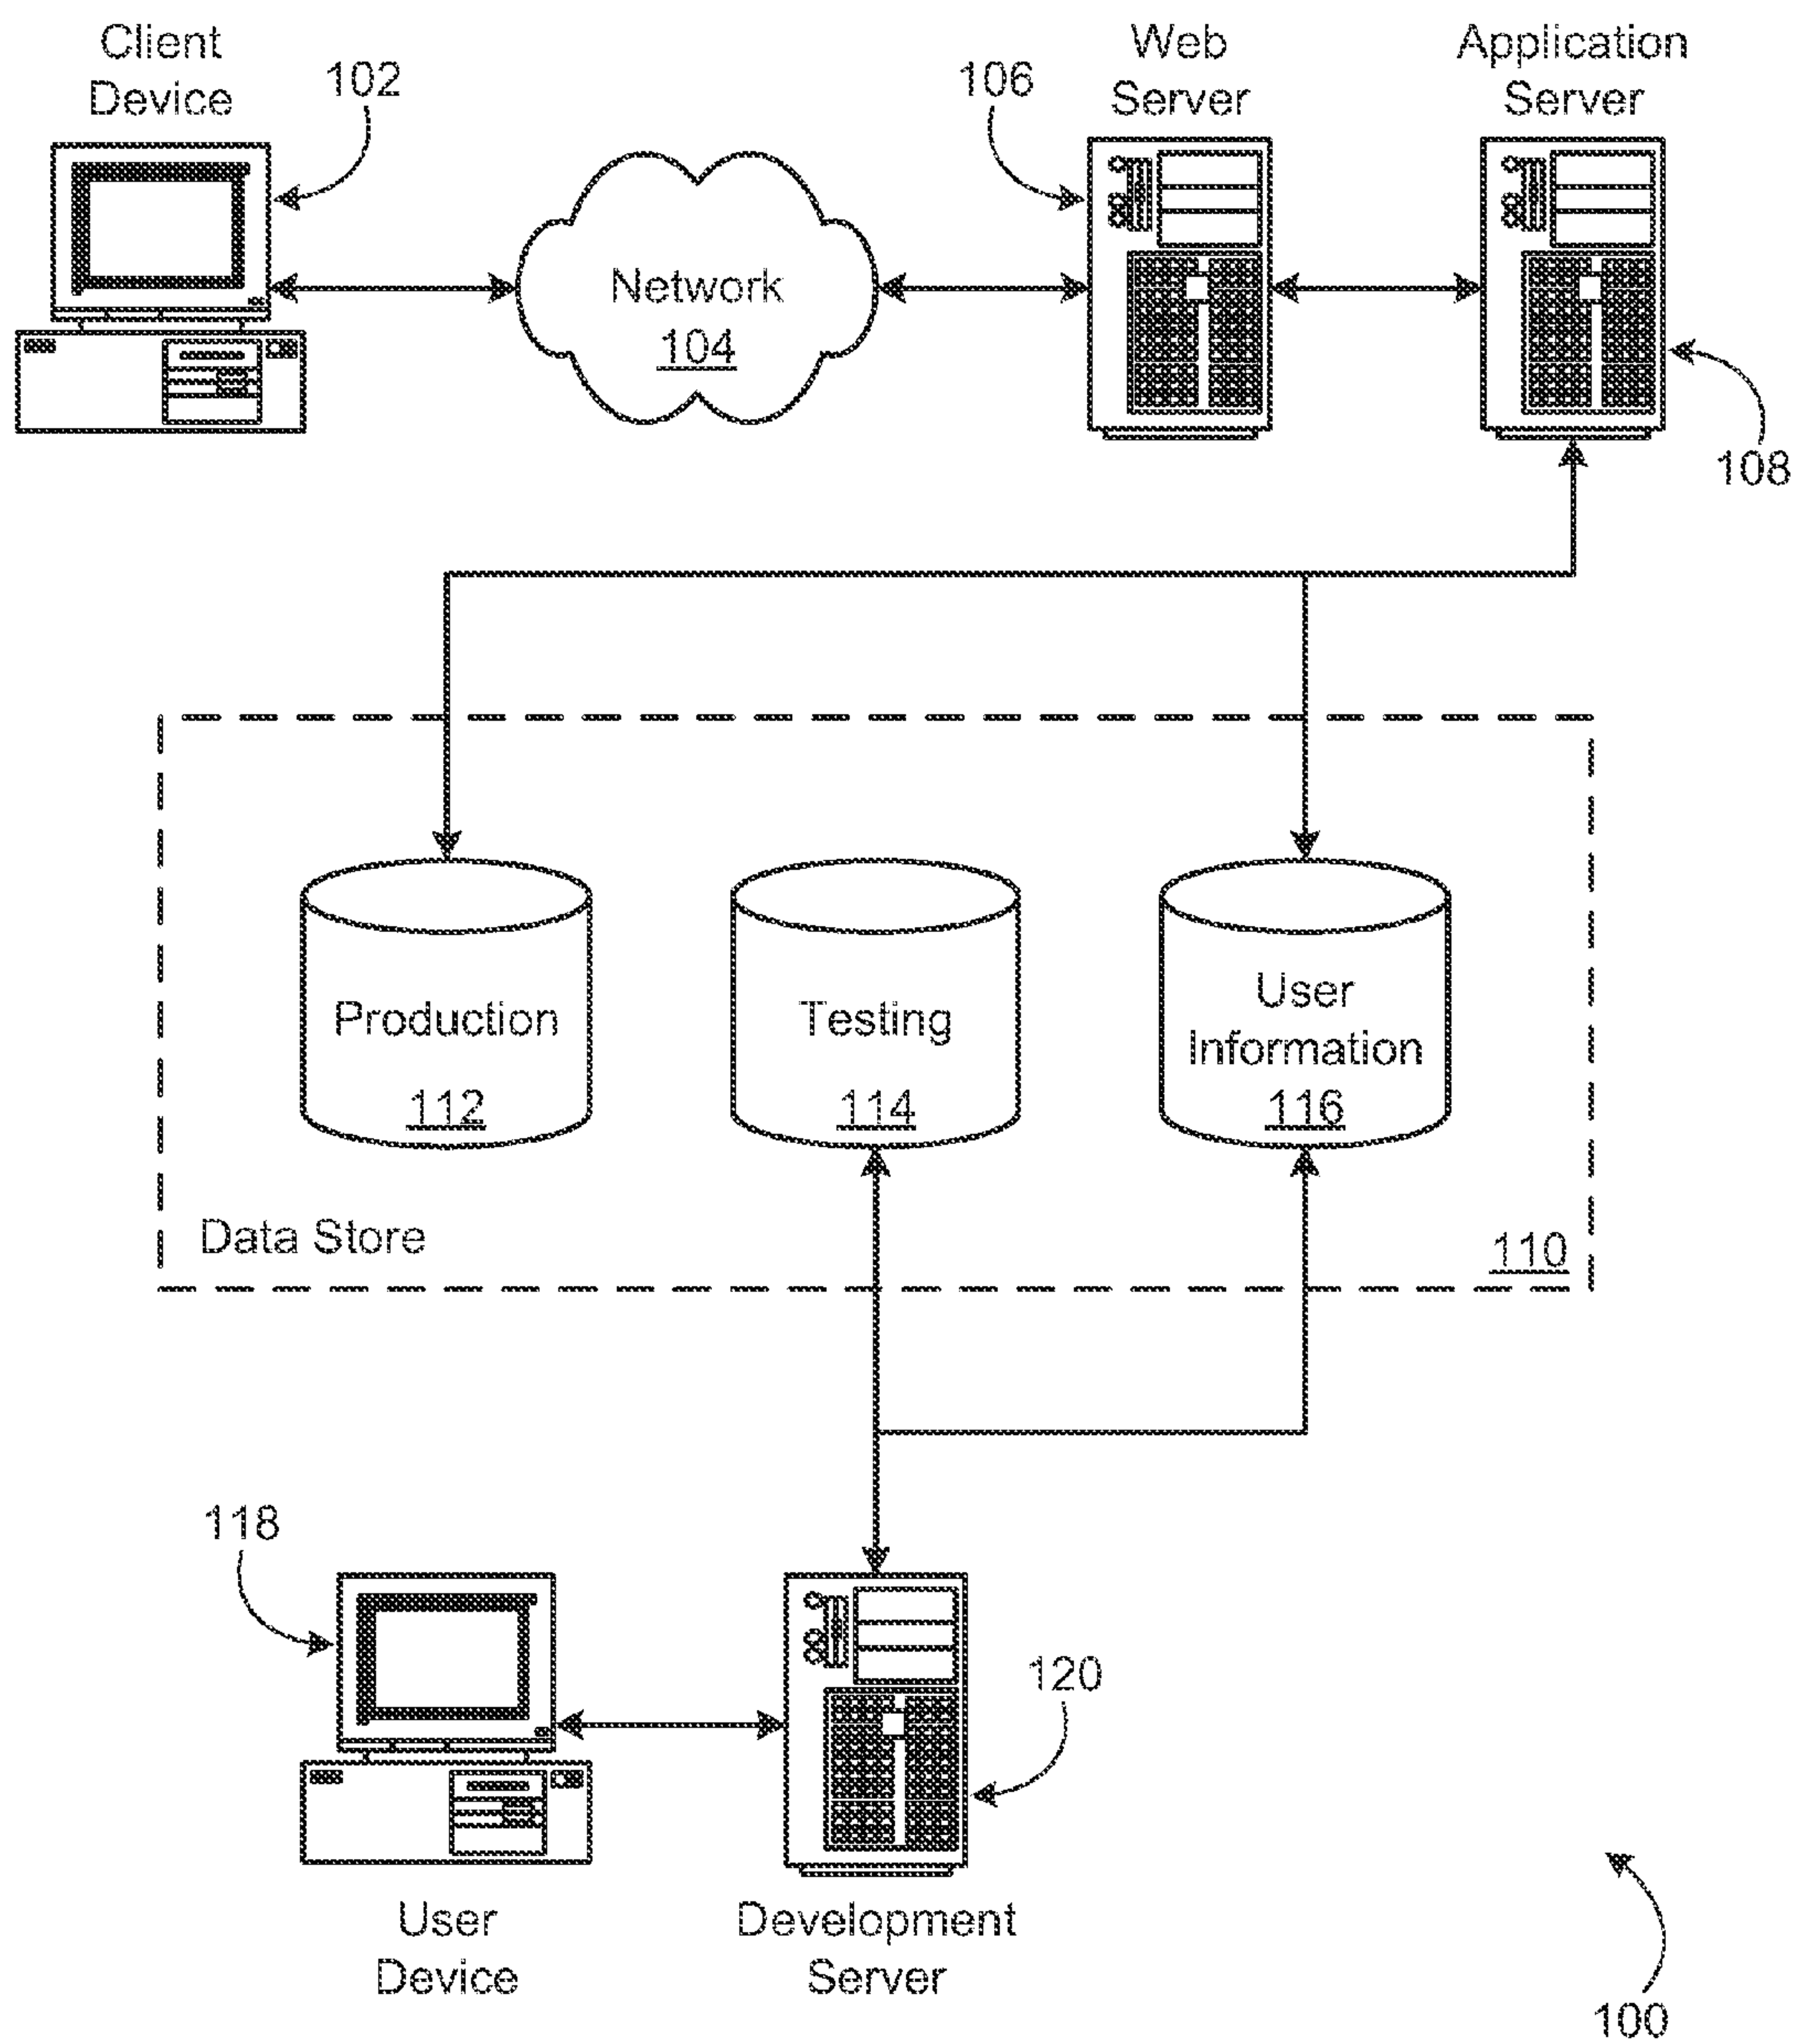 Client
Device
102
106
Web
Server
Application
Server
Network
104
108
Production
112
Testing
114
User
Information
116
Data Store
110
118
120
User
Device
Development
Server
100